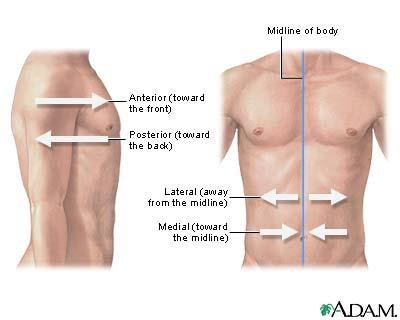 Midline of body
Anterior (toward
the front)
Posterior (toward
the back)
Lateral (away
from the midline)
Medial (toward
the midline)
ADAM.